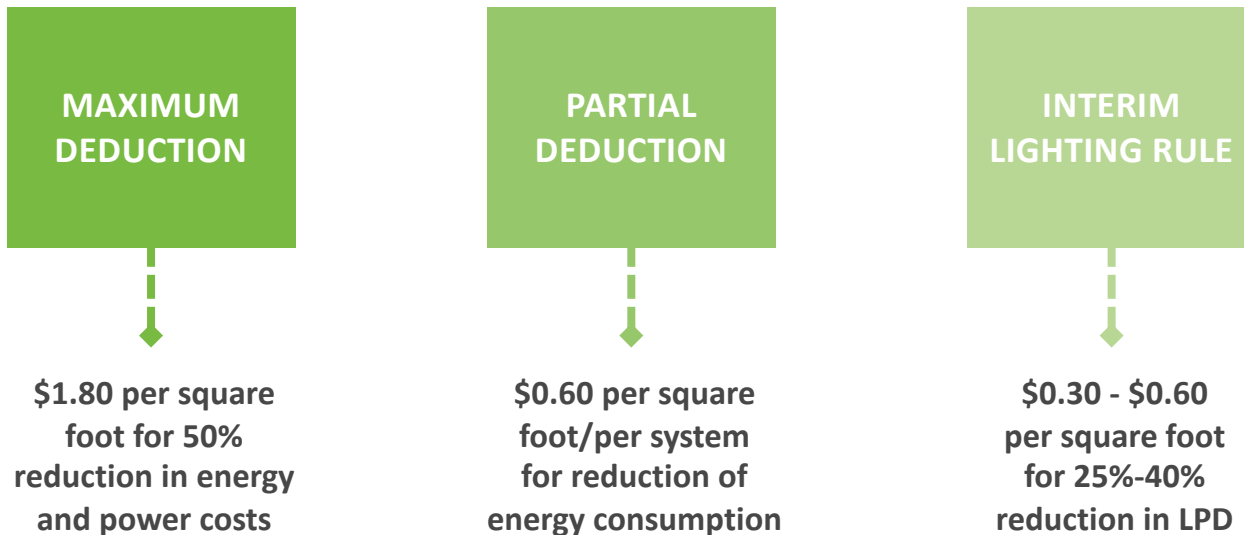 MAXIMUM
DEDUCTION
$1.80 per square
foot for 50%
reduction in energy
and power costs
PARTIAL
DEDUCTION
$0.60 per square
foot/per system
for reduction of
energy consumption
INTERIM
LIGHTING RULE
$0.30 - $0.60
per square foot
for 25%-40%
reduction in LPD